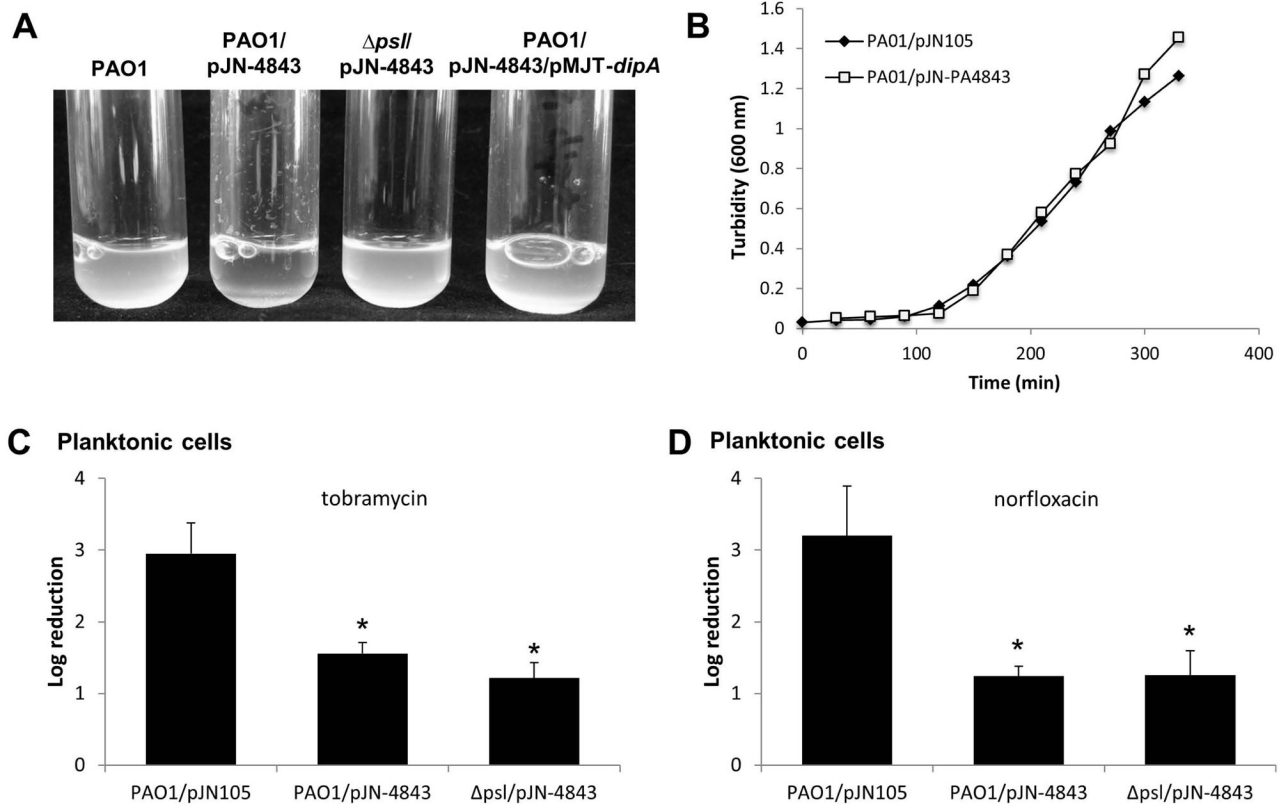 A
PAO1
PAO1/
pJN-4843
Δpsl/
pJN-4843
PAO1/
pJN-4843/pMJT-dipA
B
1.6
1.4
1.2
1
0.8
0.6
0.4
0.2
0
Turbidity (600 nm)
PA01/pJN105
PA01/pJN-PA4843
0 100 200 300 400
Time (min)
C Planktonic cells
tobramycin
4
3
2
1
0
Log reduction
*
*
PAO1/pJN105 PAO1/pJN-4843 Δpsl/pJN-4843
D Planktonic cells
norfloxacin
4
3
2
1
0
Log reduction
*
*
PAO1/pJN105 PAO1/pJN-4843 Δpsl/pJN-4843